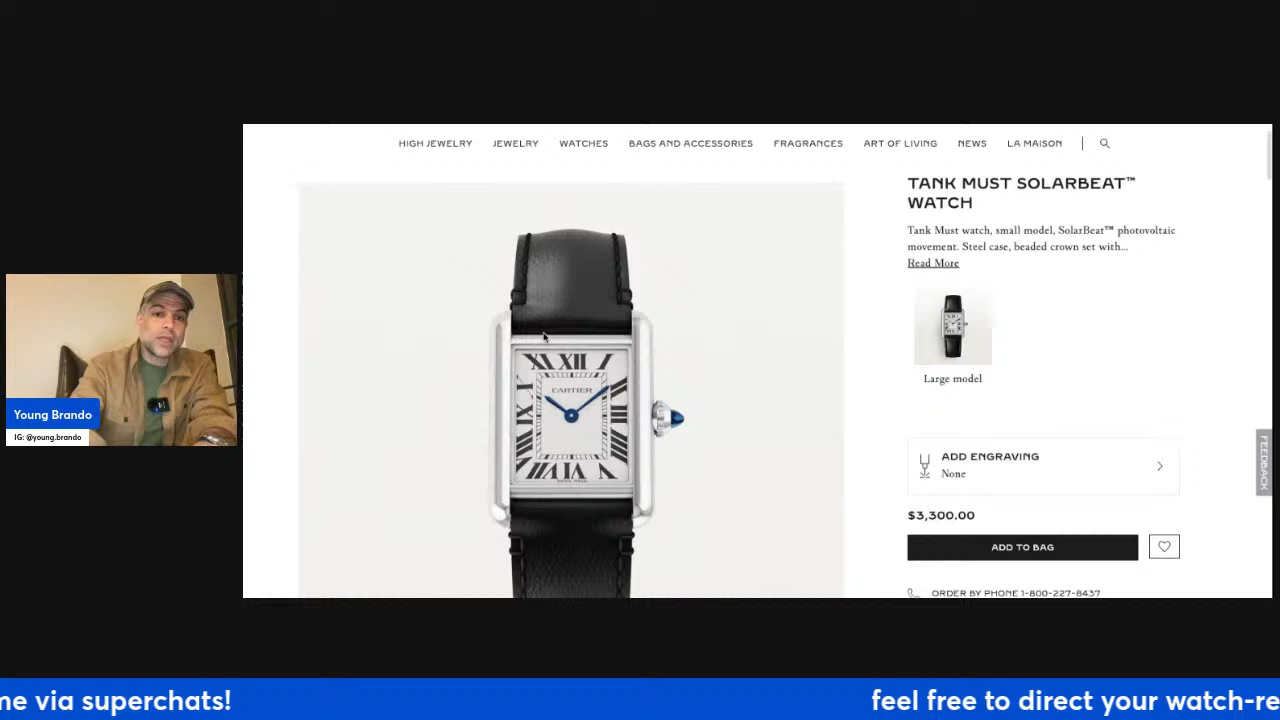 HIGH JEWELRY JEWELRY WATCHES BAGS AND ACCESSORIES FRAGRANCES ART OF LIVING NEWS LA MAISON
TANK MUST SOLARBEAT™
WATCH
Tank Must watch, small model, SolarBeat™ photovoltaic
movement. Steel case, beaded crown set with...
Read More
Large model
CARTIER
ADD ENGRAVING
None
$3,300.00
ADD TO BAG
ORDER BY PHONE 1-800-227-8437
FEEDBACK
Young Brando
IG: @young.brando
me via superchats! feel free to direct your watch-re